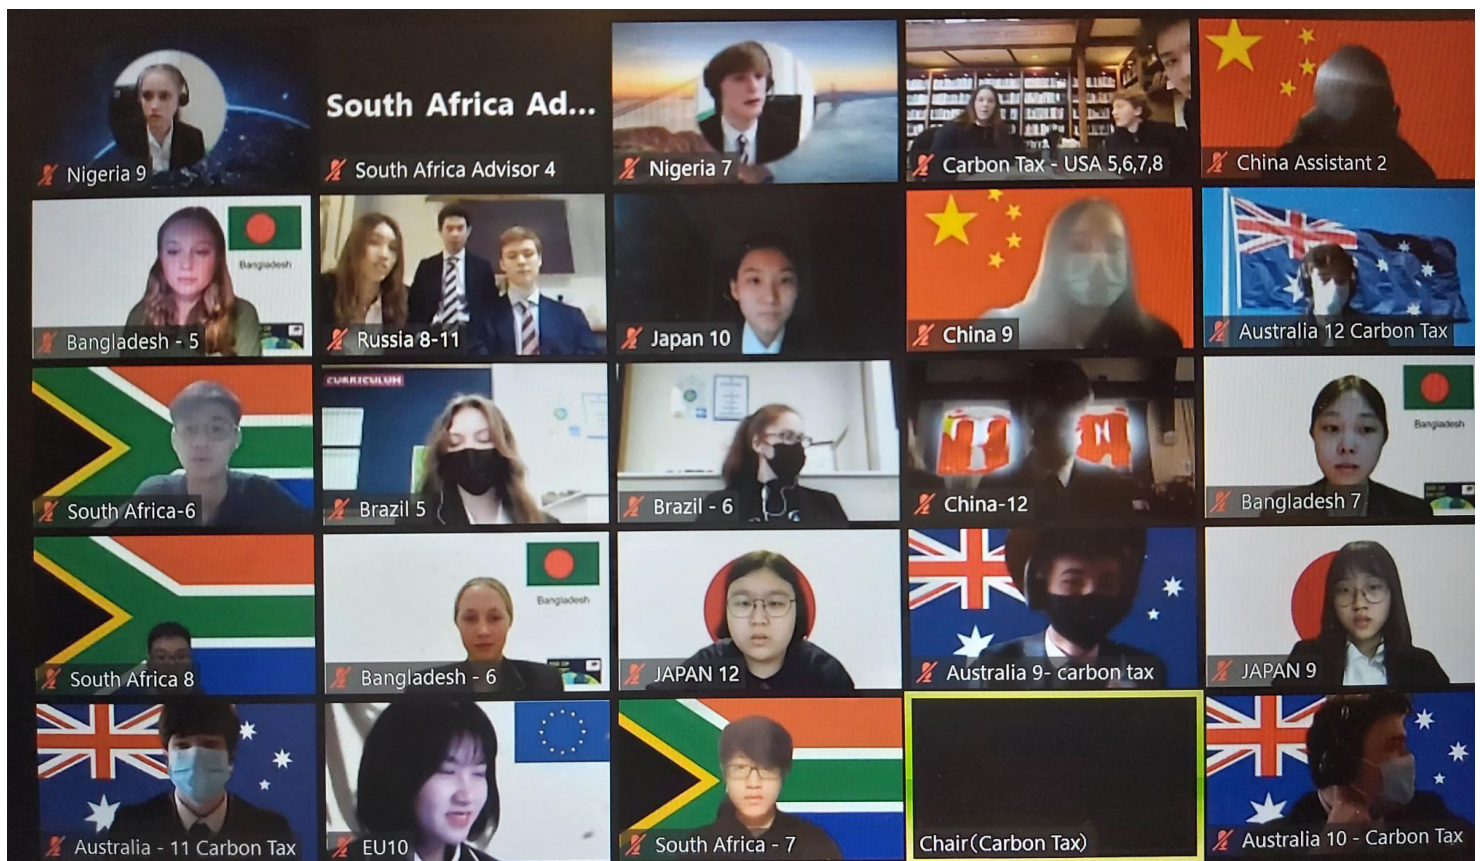 South Africa Ad...
Nigeria 9
South Africa Advisor 4
Nigeria 7
Carbon Tax - USA 5,6,7,8
China Assistant 2
Bangladesh
Bangladesh - 5
Russia 8-11
Japan 10
China 9
Australia 12 Carbon Tax
South Africa-6
CURRICULUM
Brazil 5
Brazil - 6
China-12
Bangladesh
Bangladesh 7
South Africa 8
Bangladesh
Bangladesh - 6
JAPAN 12
Australia 9- carbon tax
JAPAN 9
Australia - 11 Carbon Tax
EU10
South Africa - 7
Chair(Carbon Tax)
Australia 10 - Carbon Tax